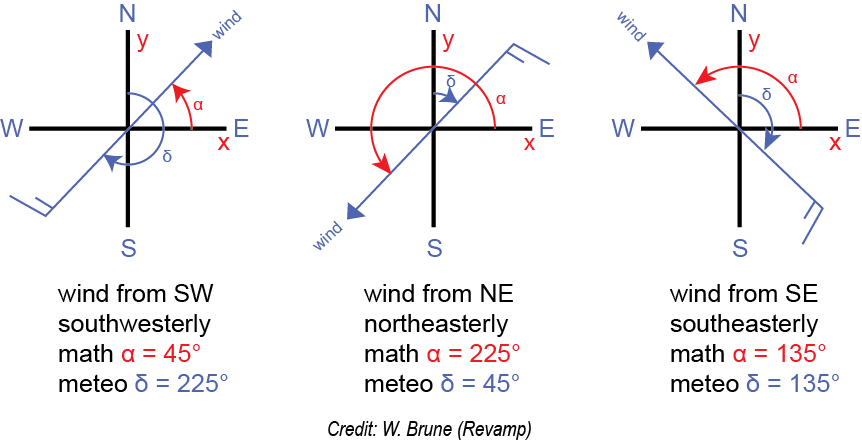 N
y
wind
α
W
E
x
δ
S
wind from SW
southwesterly
math α = 45°
meteo δ = 225°
N
y
δ
α
W
E
x
wind
S
wind from NE
northeasterly
math α = 225°
meteo δ = 45°
wind
N
y
α
δ
W
E
x
S
wind from SE
southeasterly
math α = 135°
meteo δ = 135°
Credit: W. Brune (Revamp)